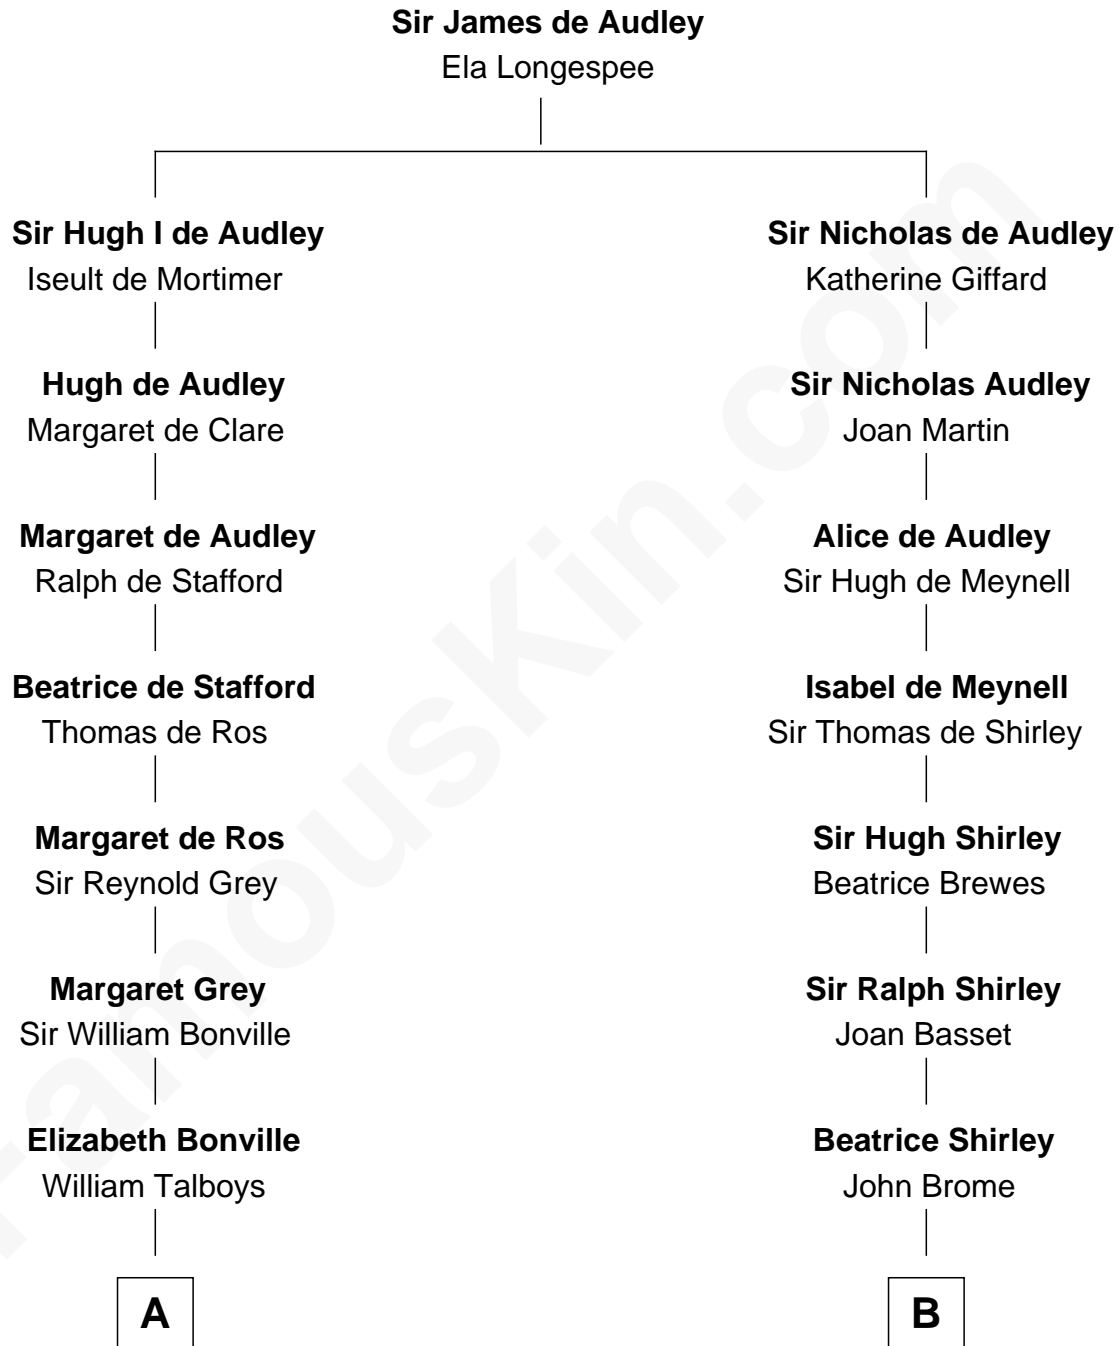 Sir James de Audley
Ela Longespee
Sir Hugh I de Audley
Iseult de Mortimer
Sir Nicholas de Audley
Katherine Giffard
Hugh de Audley
Margaret de Clare
Sir Nicholas Audley
Joan Martin
Margaret de Audley
Ralph de Stafford
Alice de Audley
Sir Hugh de Meynell
Beatrice de Stafford
Thomas de Ros
Isabel de Meynell
Sir Thomas de Shirley
Margaret de Ros
Sir Reynold Grey
Sir Hugh Shirley
Beatrice Brewes
Margaret Grey
Sir William Bonville
Sir Ralph Shirley
Joan Basset
Elizabeth Bonville
William Talboys
Beatrice Shirley
John Brome
A
B
FamousKin.com